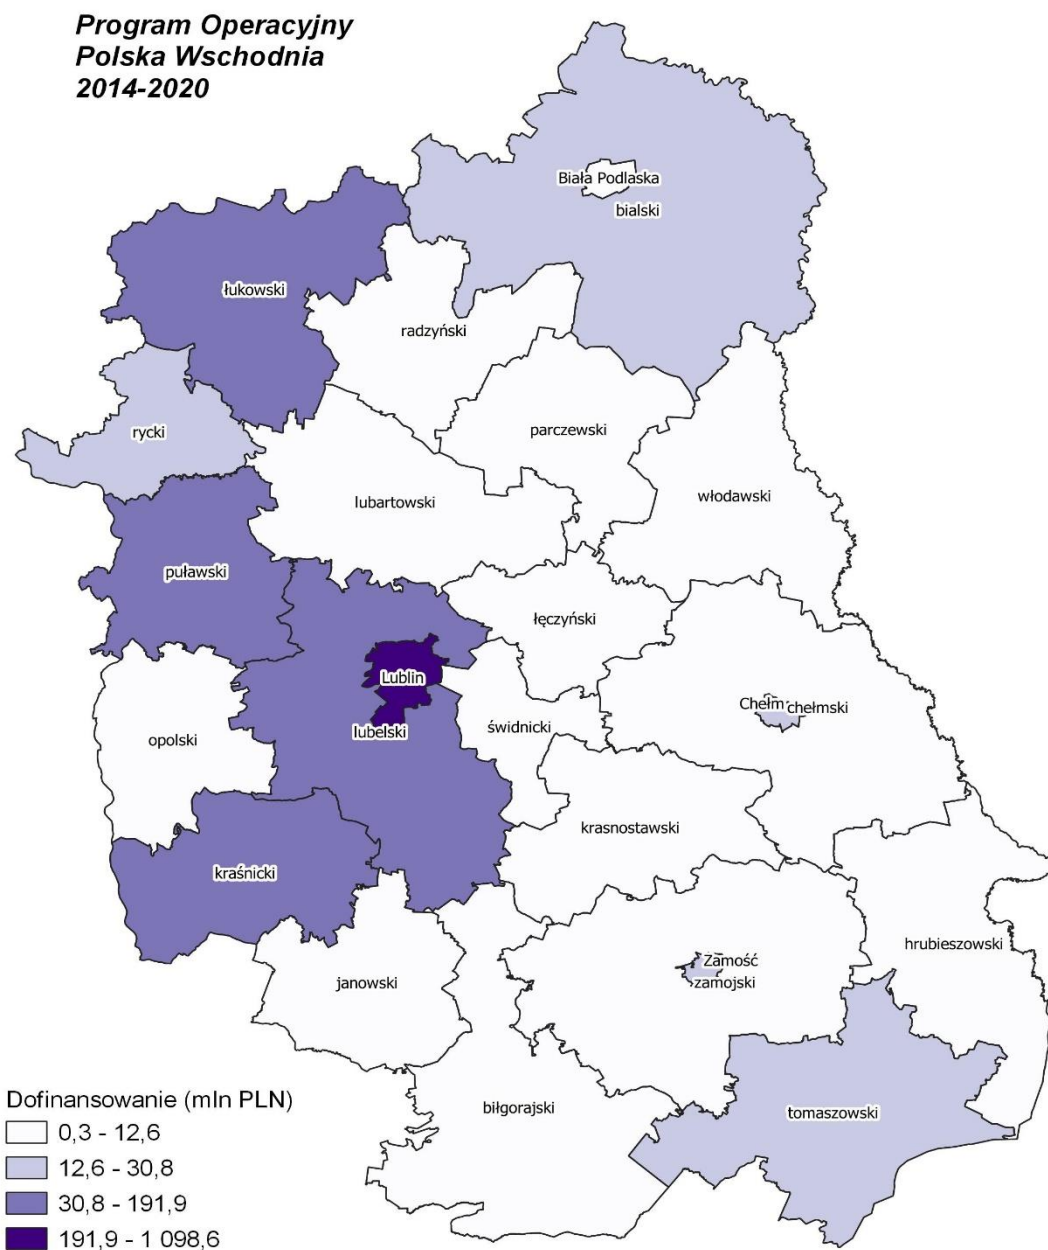 Program Operacyjny
Polska Wschodnia
2014-2020
Biała Podlaska
bialski
łukowski
radzyński
rycki
parczewski
lubartowski
włodawski
puławski
łęczyński
Lublin
Chełm
chełmski
lubelski
świdnicki
opolski
krasnostawski
kraśnicki
hrubieszowski
Zamość
zamojski
janowski
biłgorajski
tomaszowski
Dofinansowanie (mln PLN)
0,3 - 12,6
12,6 - 30,8
30,8 - 191,9
191,9 - 1 098,6